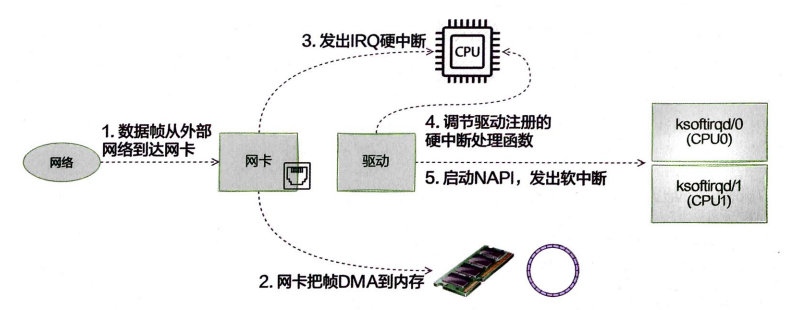 3. 发出IRQ硬中断
CPU
1. 数据帧从外部
网络到达网卡
4. 调节驱动注册的
硬中断处理函数
ksoftirqd/0
(CPU0)
网络
网卡
驱动
5. 启动NAPI，发出软中断
ksoftirqd/1
(CPU1)
2. 网卡把帧DMA到内存